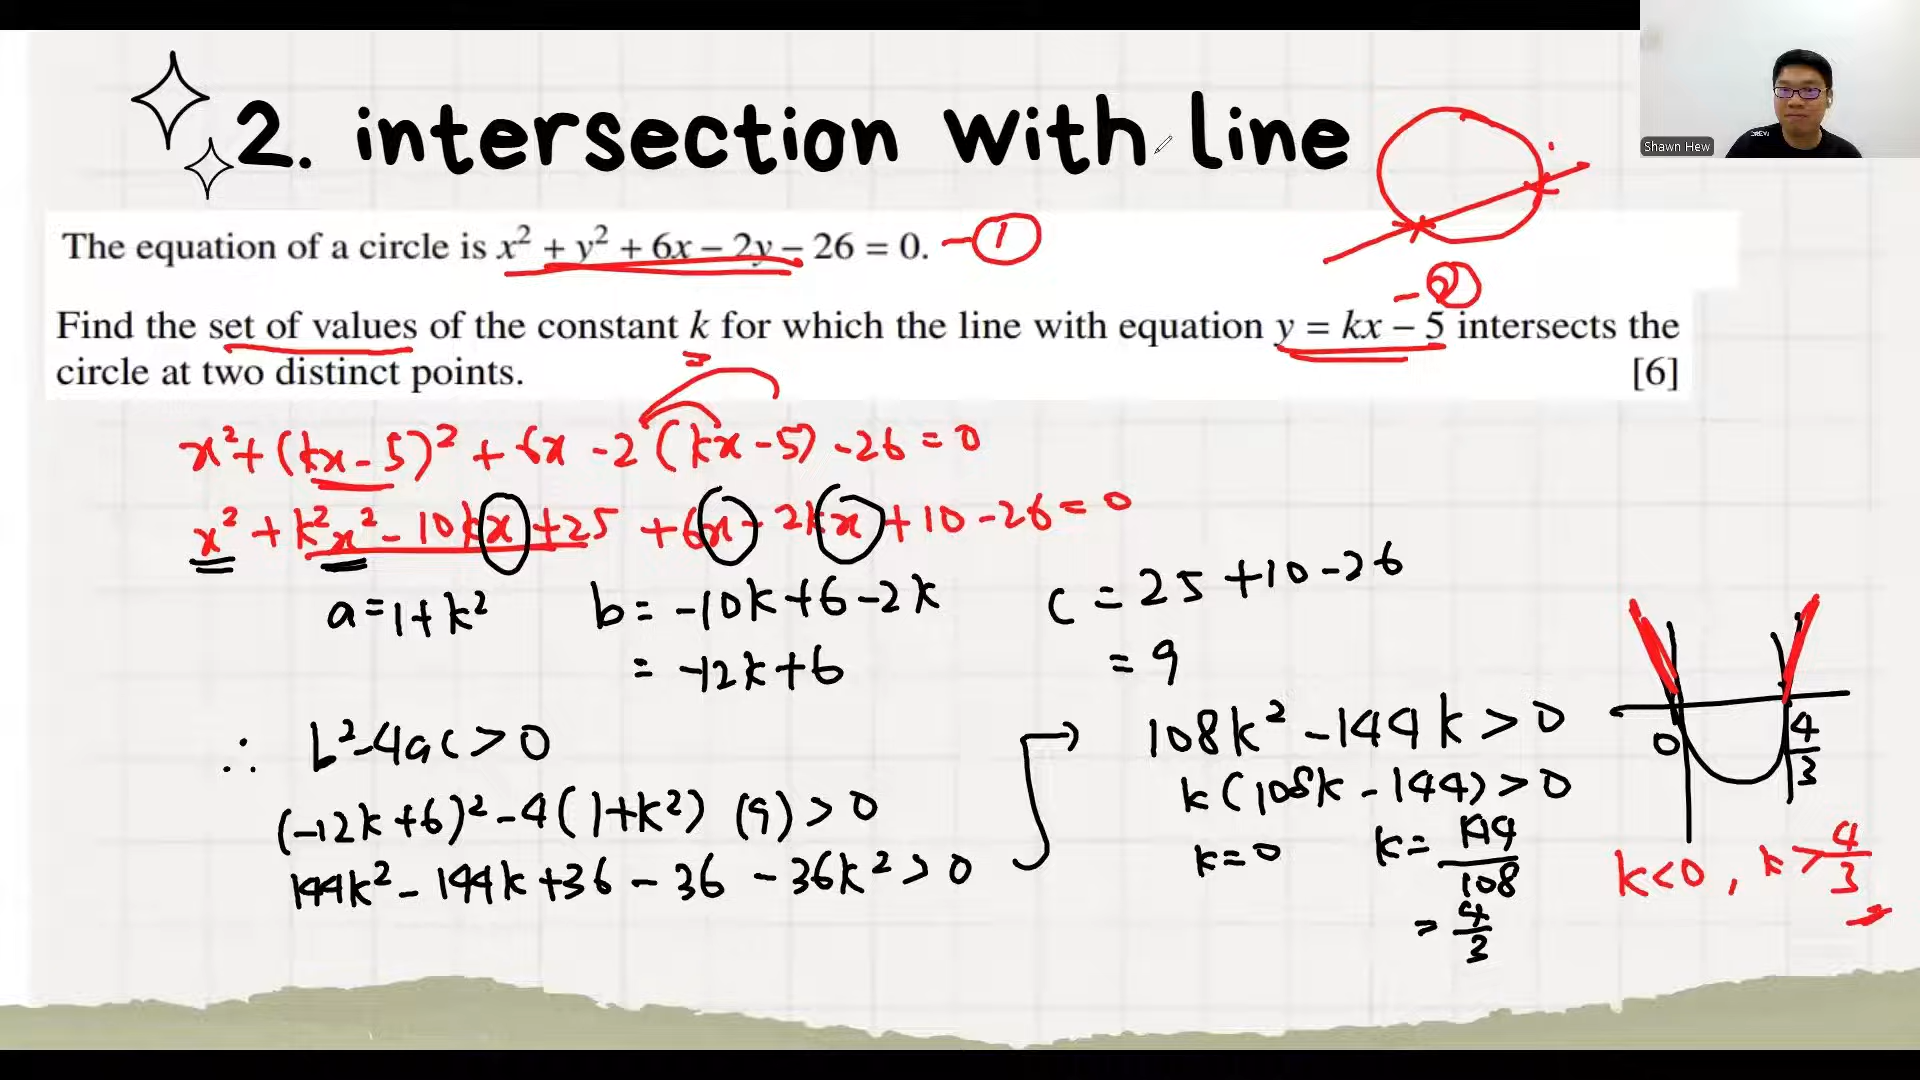 2. intersection with line
Shawn Hew
The equation of a circle is x² + y² + 6x − 2y − 26 = 0. -①
-②
Find the set of values of the constant k for which the line with equation y = kx − 5 intersects the
circle at two distinct points. [6]
x² + (kx - 5)² + 6x - 2(kx - 5) - 26 = 0
x² + k²x² - 10kx + 25 + 6x - 2kx + 10 - 26 = 0
a = 1 + k²
b = -10k + 6 - 2k
= -12k + 6
c = 25 + 10 - 26
= 9
∴ b² - 4ac > 0
(-12k + 6)² - 4(1 + k²)(9) > 0
144k² - 144k + 36 - 36 - 36k² > 0
108k² - 144k > 0
k(108k - 144) > 0
k = 0 k = 144/108
= 4/3
0 4/3
k < 0, k > 4/3